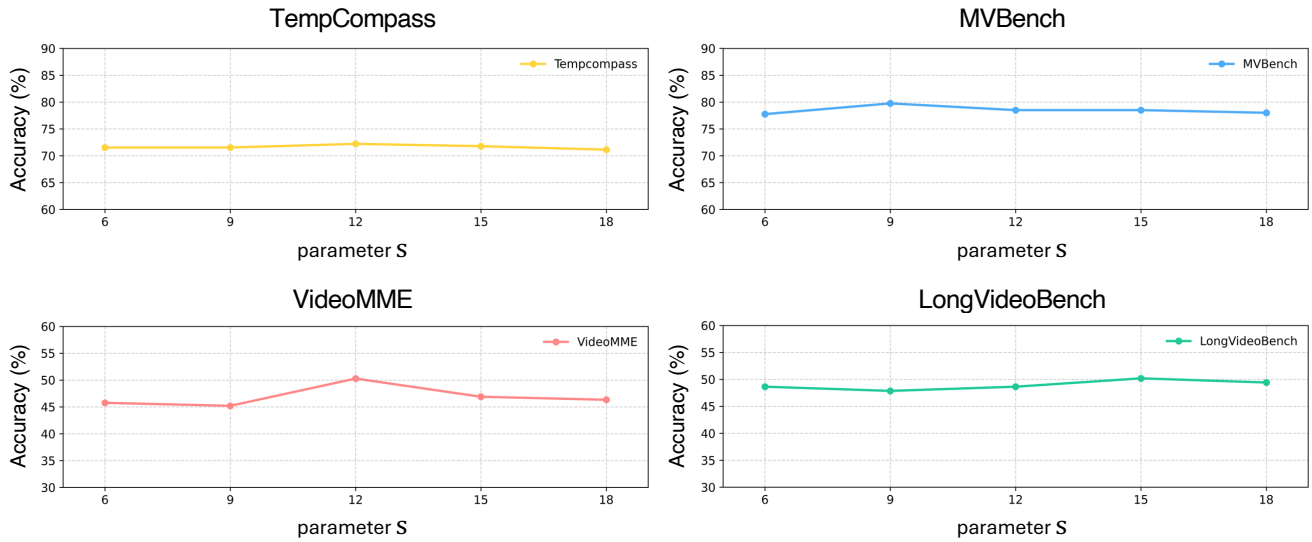 TempCompass
Accuracy (%)
90
85
80
75
70
65
60
Tempcompass
6 9 12 15 18
parameter S
MVBench
Accuracy (%)
90
85
80
75
70
65
60
MVBench
6 9 12 15 18
parameter S
VideoMME
Accuracy (%)
60
55
50
45
40
35
30
VideoMME
6 9 12 15 18
parameter S
LongVideoBench
Accuracy (%)
60
55
50
45
40
35
30
LongVideoBench
6 9 12 15 18
parameter S